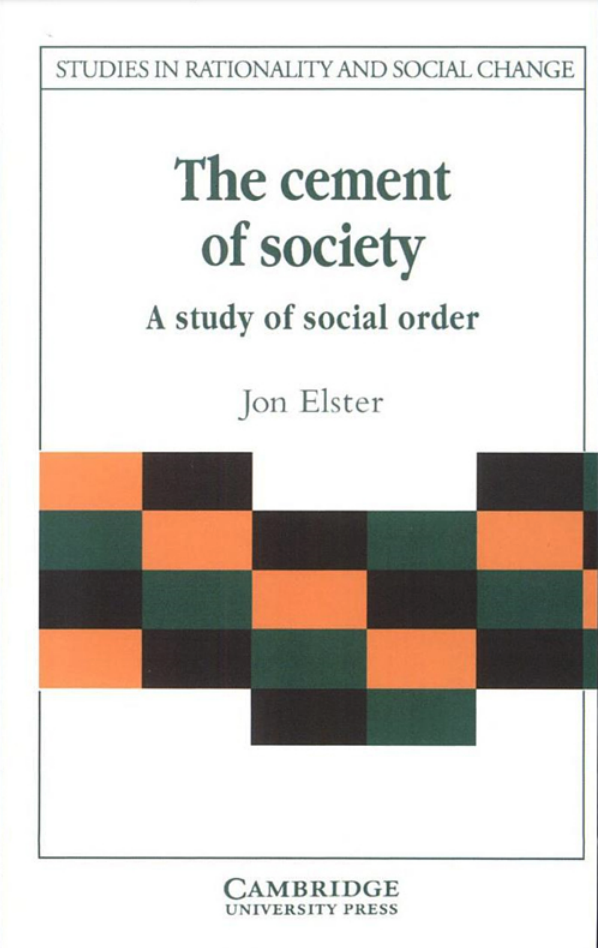 STUDIES IN RATIONALITY AND SOCIAL CHANGE
The cement
of society
A study of social order
Jon Elster
CAMBRIDGE
UNIVERSITY PRESS